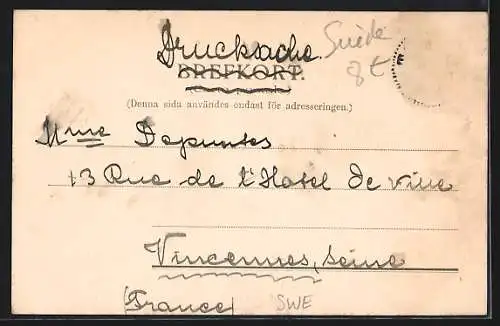 Drucksache.
Suède
8t
BREFKORT.
(Denna sida användes endast för adresseringen.)
Mme Depuntes
13 Rue de l'Hotel de ville
Vincennes, Seine
(France)
SWE